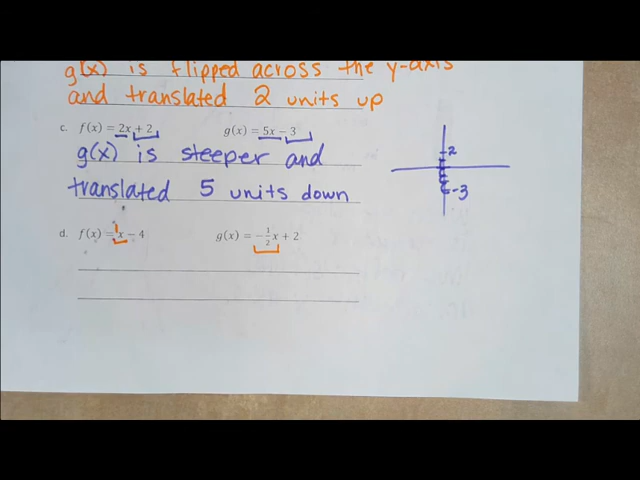 g(x) is flipped across the y-axis
and translated 2 units up
c. f(x) = 2x + 2 g(x) = 5x - 3
g(x) is steeper and
translated 5 units down
2
-3
1
d. f(x) = x - 4 g(x) = -1/2x + 2